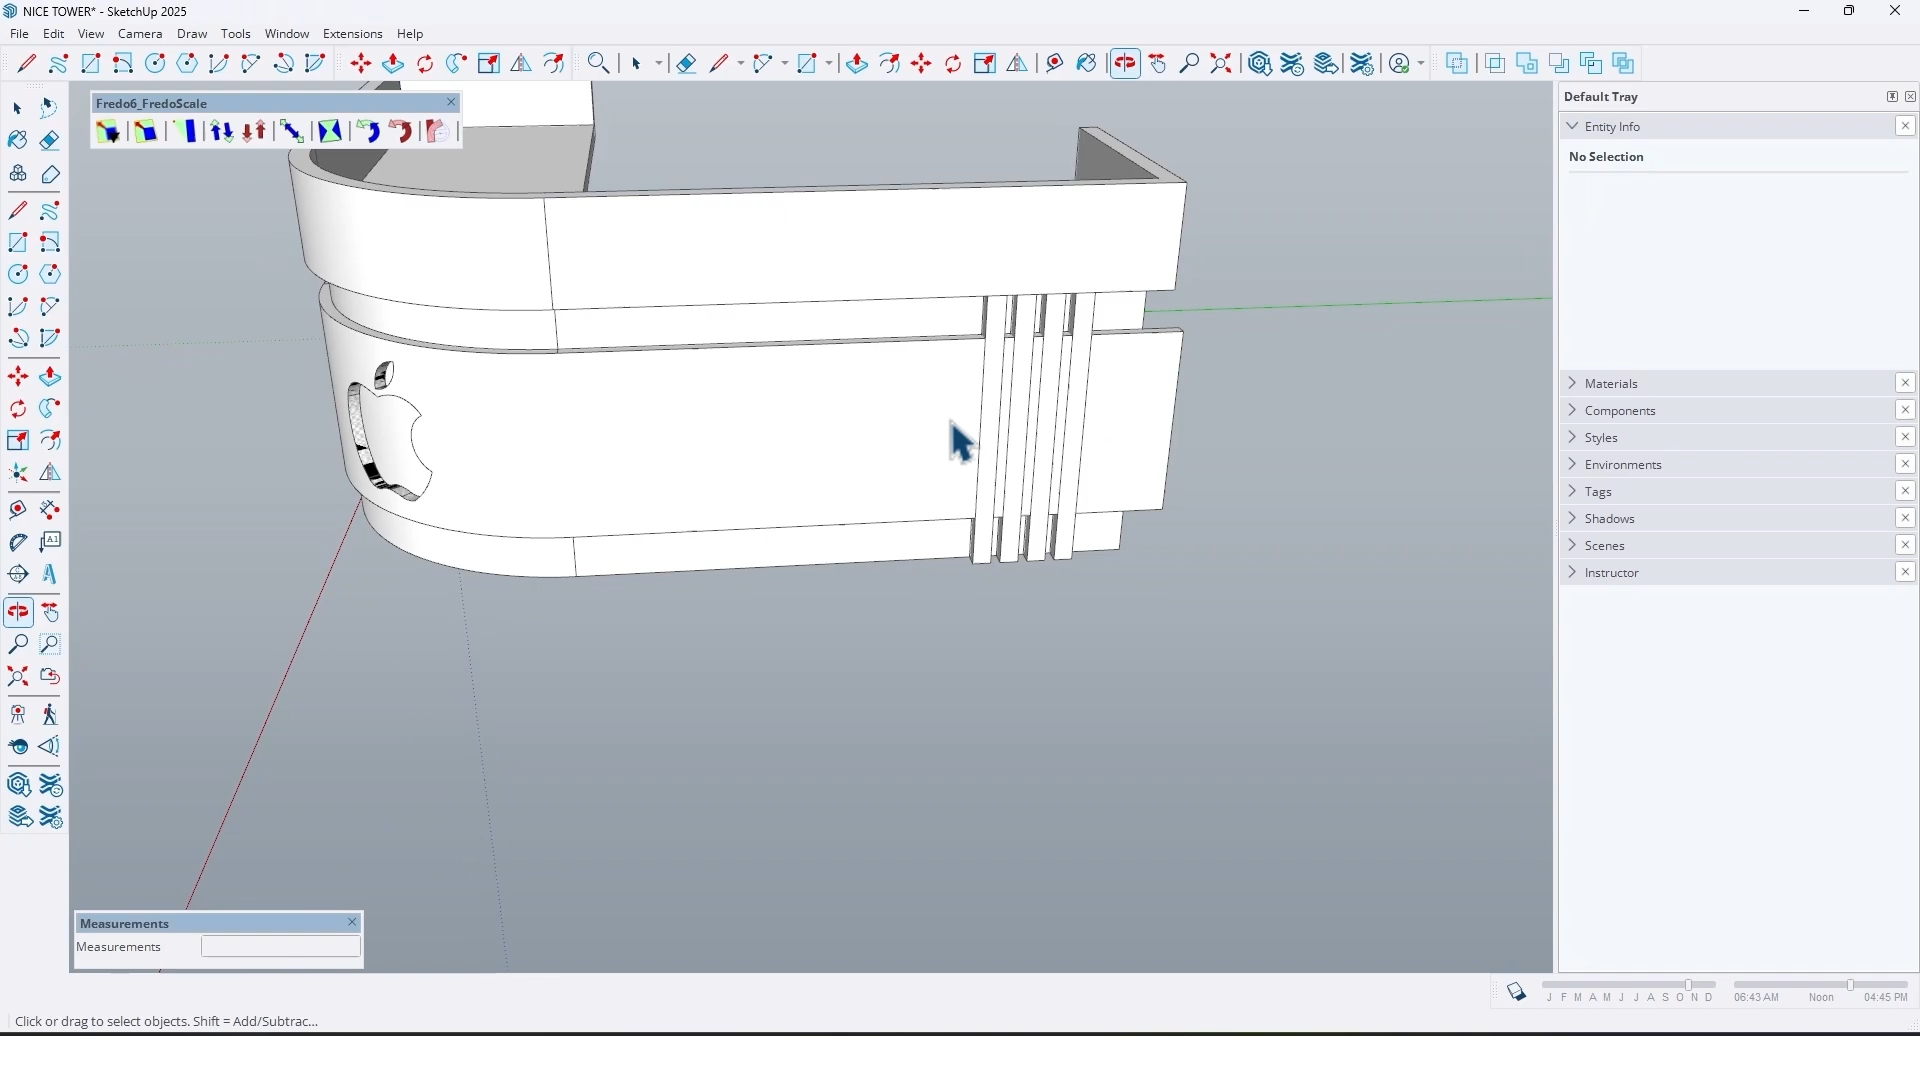 NICE TOWER* - SketchUp 2025
File Edit View Camera Draw Tools Window Extensions Help
Fredo6_FredoScale
Default Tray
Entity Info
No Selection
Materials
Components
Styles
Environments
Tags
Shadows
Scenes
Instructor
A1
Measurements
Measurements
J F M A M J J A S O N D 06:43 AM Noon 04:45 PM
Click or drag to select objects. Shift = Add/Subtrac...